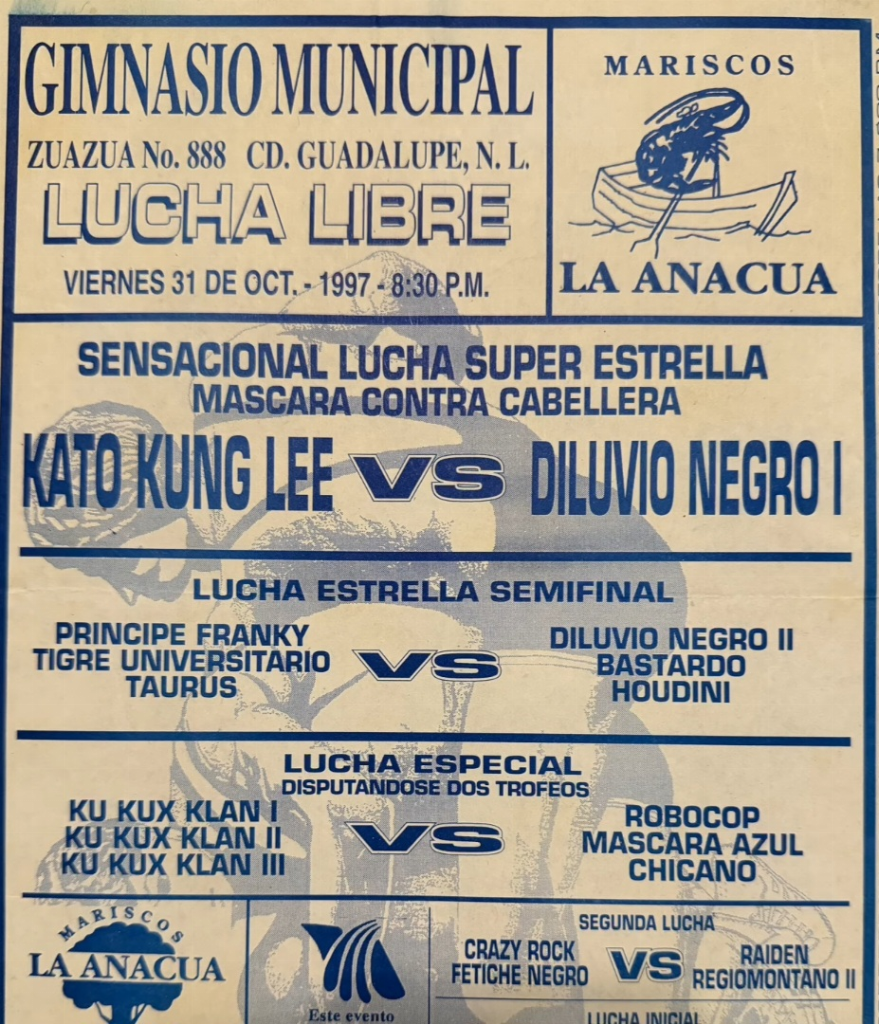 GIMNASIO MUNICIPAL
ZUAZUA No. 888 CD. GUADALUPE, N. L.
LUCHA LIBRE
VIERNES 31 DE OCT. - 1997 - 8:30 P.M.
MARISCOS
LA ANACUA
SENSACIONAL LUCHA SUPER ESTRELLA
MASCARA CONTRA CABELLERA
KATO KUNG LEE VS DILUVIO NEGRO I
LUCHA ESTRELLA SEMIFINAL
PRINCIPE FRANKY
TIGRE UNIVERSITARIO
TAURUS
VS
DILUVIO NEGRO II
BASTARDO
HOUDINI
LUCHA ESPECIAL
DISPUTANDOSE DOS TROFEOS
KU KUX KLAN I
KU KUX KLAN II
KU KUX KLAN III
VS
ROBOCOP
MASCARA AZUL
CHICANO
MARISCOS
LA ANACUA
Este evento
SEGUNDA LUCHA
CRAZY ROCK
FETICHE NEGRO
VS
RAIDEN
REGIOMONTANO II
LUCHA INICIAL